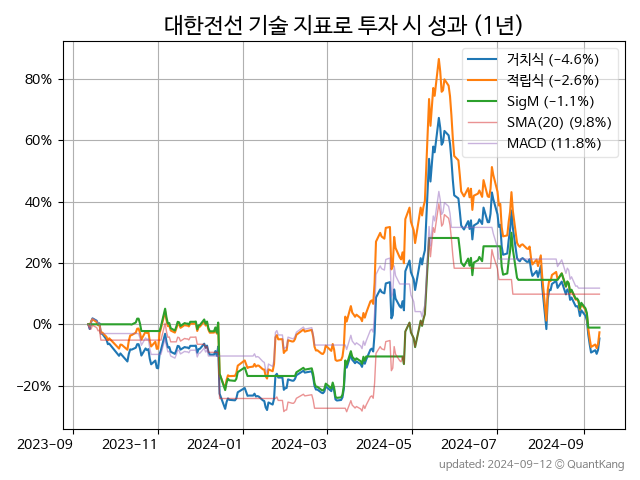 대한전선 기술 지표로 투자 시 성과 (1년)
거치식 (−4.6%)
적립식 (−2.6%)
SigM (−1.1%)
SMA(20) (9.8%)
MACD (11.8%)
80%
60%
40%
20%
0%
−20%
2023-09 2023-11 2024-01 2024-03 2024-05 2024-07 2024-09
updated: 2024-09-12 © QuantKang